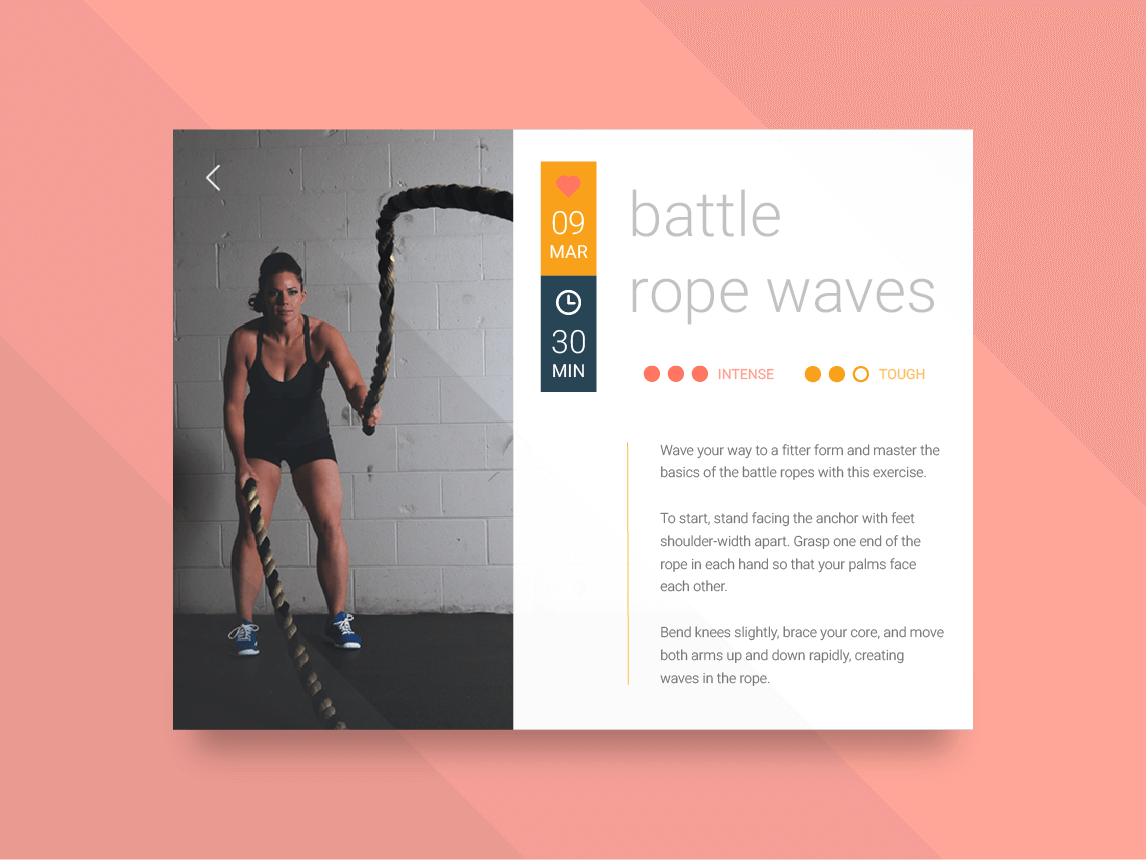 09
MAR
30
MIN
battle
rope waves
INTENSE
TOUGH
Wave your way to a fitter form and master the
basics of the battle ropes with this exercise.
To start, stand facing the anchor with feet
shoulder-width apart. Grasp one end of the
rope in each hand so that your palms face
each other.
Bend knees slightly, brace your core, and move
both arms up and down rapidly, creating
waves in the rope.